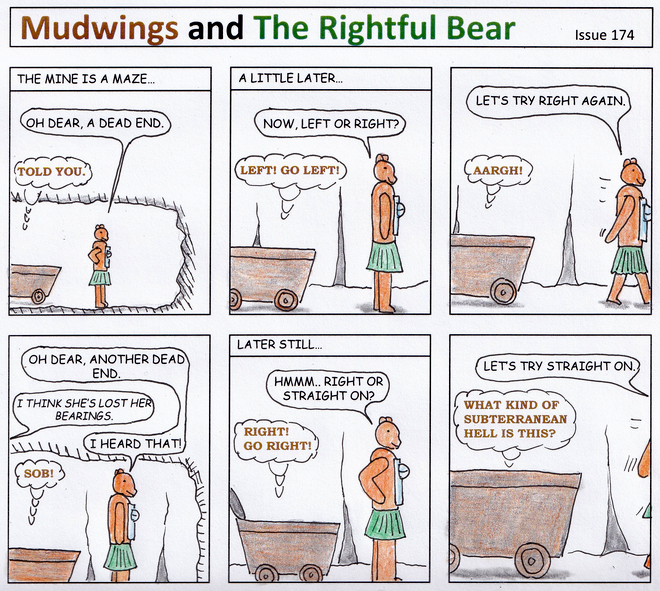 Mudwings and The Rightful Bear
Issue 174
THE MINE IS A MAZE...
OH DEAR, A DEAD END.
TOLD YOU.
A LITTLE LATER...
NOW, LEFT OR RIGHT?
LEFT! GO LEFT!
LET'S TRY RIGHT AGAIN.
AARGH!
OH DEAR, ANOTHER DEAD
END.
I THINK SHE'S LOST HER
BEARINGS.
I HEARD THAT!
SOB!
LATER STILL...
HMMM.. RIGHT OR
STRAIGHT ON?
RIGHT!
GO RIGHT!
LET'S TRY STRAIGHT ON.
WHAT KIND OF
SUBTERRANEAN
HELL IS THIS?